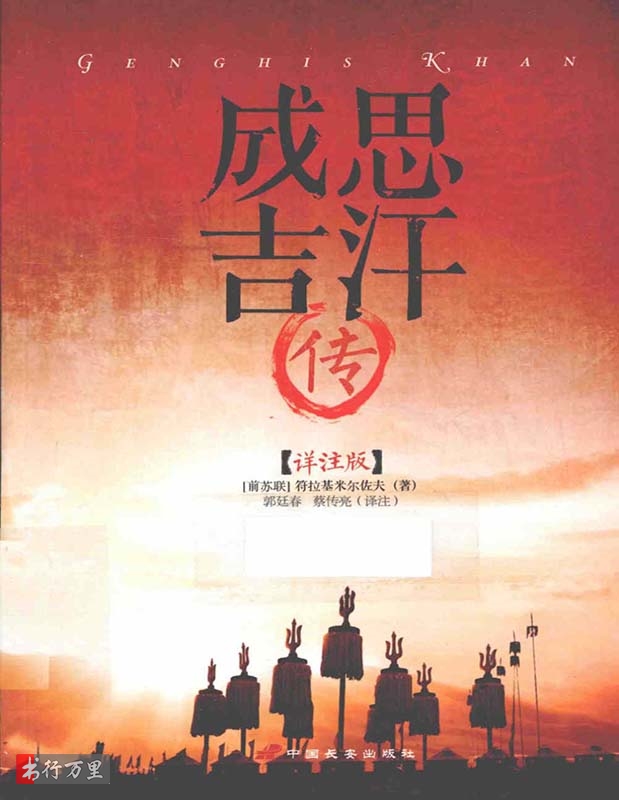 GENGHIS KHAN
成思
吉汗
传
【详注版】
[前苏联] 符拉基米尔佐夫（著）
郭廷春 蔡传亮（译注）
中国长安出版社
书行万里